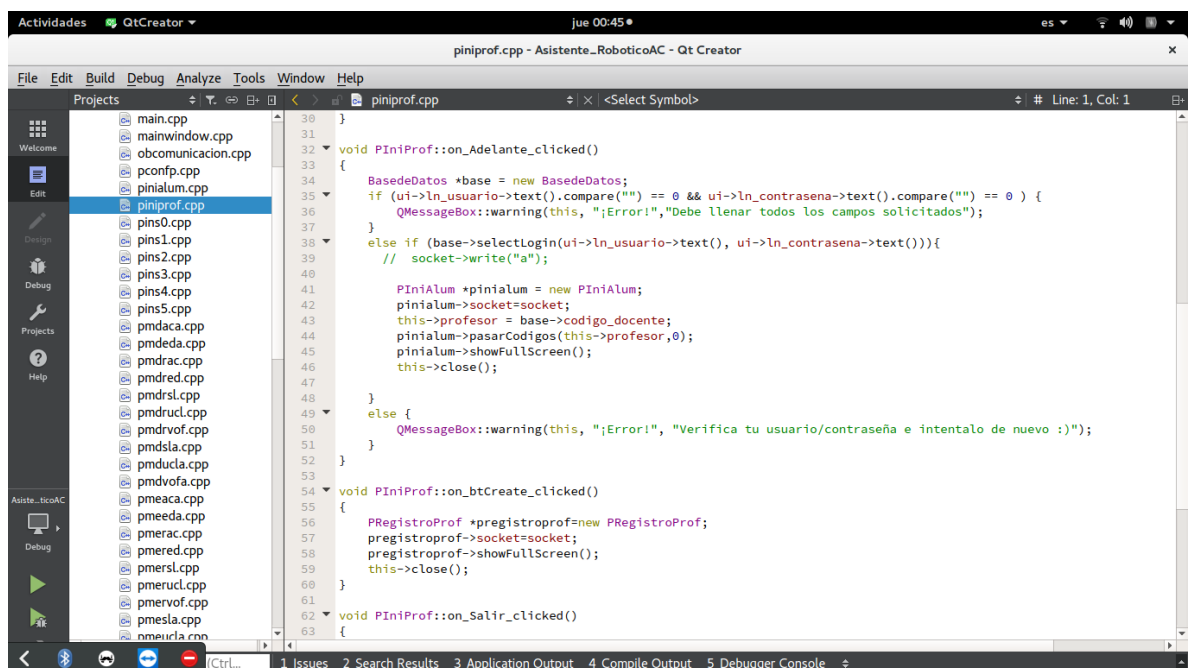 Actividades QtCreator jue 00:45 es
piniprof.cpp - Asistente_RoboticoAC - Qt Creator ×
File Edit Build Debug Analyze Tools Window Help
Projects piniprof.cpp <Select Symbol> # Line: 1, Col: 1
Welcome
Edit
Design
Debug
Projects
Help
Asiste...ticoAC
Debug
main.cpp
mainwindow.cpp
obcomunicacion.cpp
pconfp.cpp
pinialum.cpp
piniprof.cpp
pins0.cpp
pins1.cpp
pins2.cpp
pins3.cpp
pins4.cpp
pins5.cpp
pmdaca.cpp
pmdeda.cpp
pmdrac.cpp
pmdred.cpp
pmdrsl.cpp
pmdrucl.cpp
pmdrvof.cpp
pmdsla.cpp
pmducla.cpp
pmdvofa.cpp
pmeaca.cpp
pmeeda.cpp
pmerac.cpp
pmered.cpp
pmersl.cpp
pmerucl.cpp
pmervof.cpp
pmesla.cpp
pmeucla.cpp
30 }
31
32 void PIniProf::on_Adelante_clicked()
33 {
34 BasedeDatos *base = new BasedeDatos;
35 if (ui->ln_usuario->text().compare("") == 0 && ui->ln_contrasena->text().compare("") == 0 ) {
36 QMessageBox::warning(this, "¡Error!","Debe llenar todos los campos solicitados");
37 }
38 else if (base->selectLogin(ui->ln_usuario->text(), ui->ln_contrasena->text())){
39 // socket->write("a");
40
41 PIniAlum *pinialum = new PIniAlum;
42 pinialum->socket=socket;
43 this->profesor = base->codigo_docente;
44 pinialum->pasarCodigos(this->profesor,0);
45 pinialum->showFullScreen();
46 this->close();
47
48 }
49 else {
50 QMessageBox::warning(this, "¡Error!", "Verifica tu usuario/contraseña e intentalo de nuevo :)");
51 }
52 }
53
54 void PIniProf::on_btCreate_clicked()
55 {
56 PRegistroProf *pregistroprof=new PRegistroProf;
57 pregistroprof->socket=socket;
58 pregistroprof->showFullScreen();
59 this->close();
60 }
61
62 void PIniProf::on_Salir_clicked()
63 {
(Ctrl... 1 Issues 2 Search Results 3 Application Output 4 Compile Output 5 Debugger Console